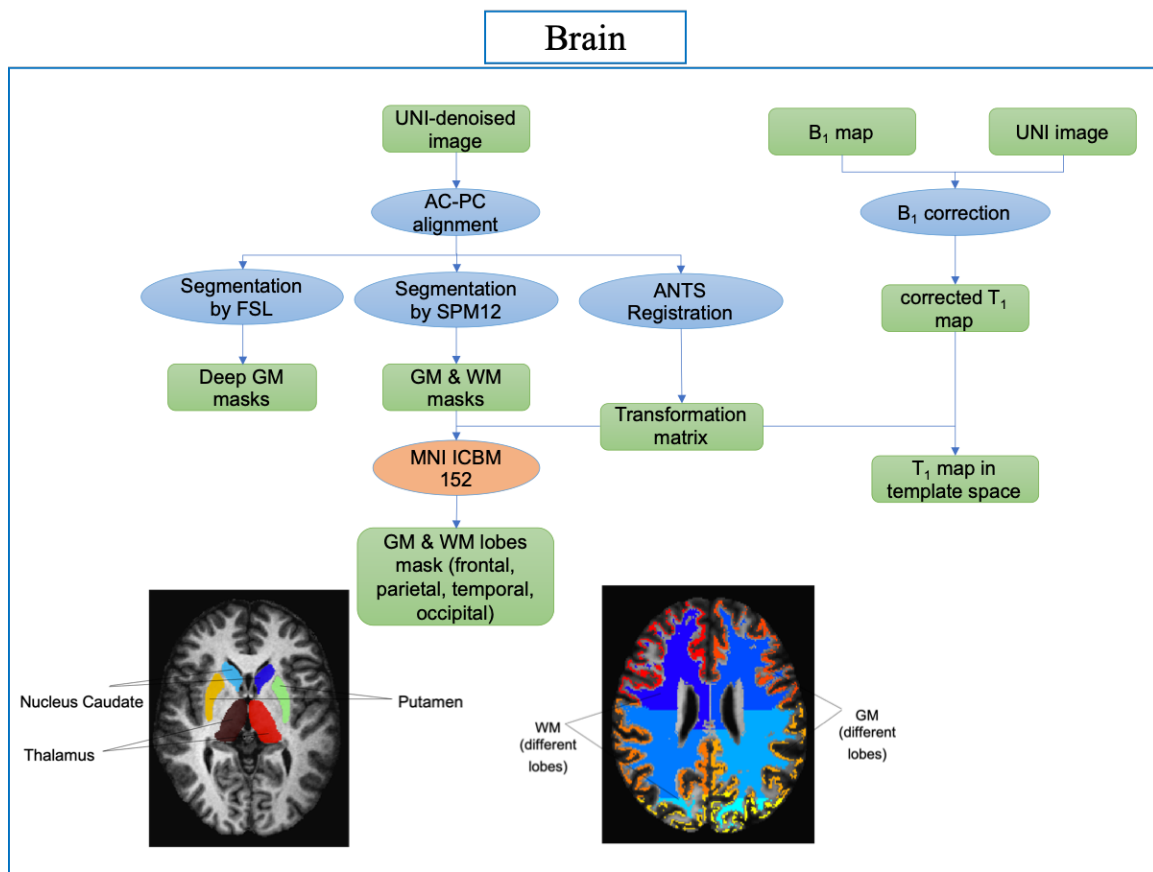 Brain
UNI-denoised
image
B₁ map
UNI image
AC-PC
alignment
B₁ correction
Segmentation
by FSL
Segmentation
by SPM12
ANTS
Registration
corrected T₁
map
Deep GM
masks
GM & WM
masks
Transformation
matrix
MNI ICBM
152
T₁ map in
template space
GM & WM lobes
mask (frontal,
parietal, temporal,
occipital)
Nucleus Caudate
Putamen
Thalamus
WM
(different
lobes)
GM
(different
lobes)